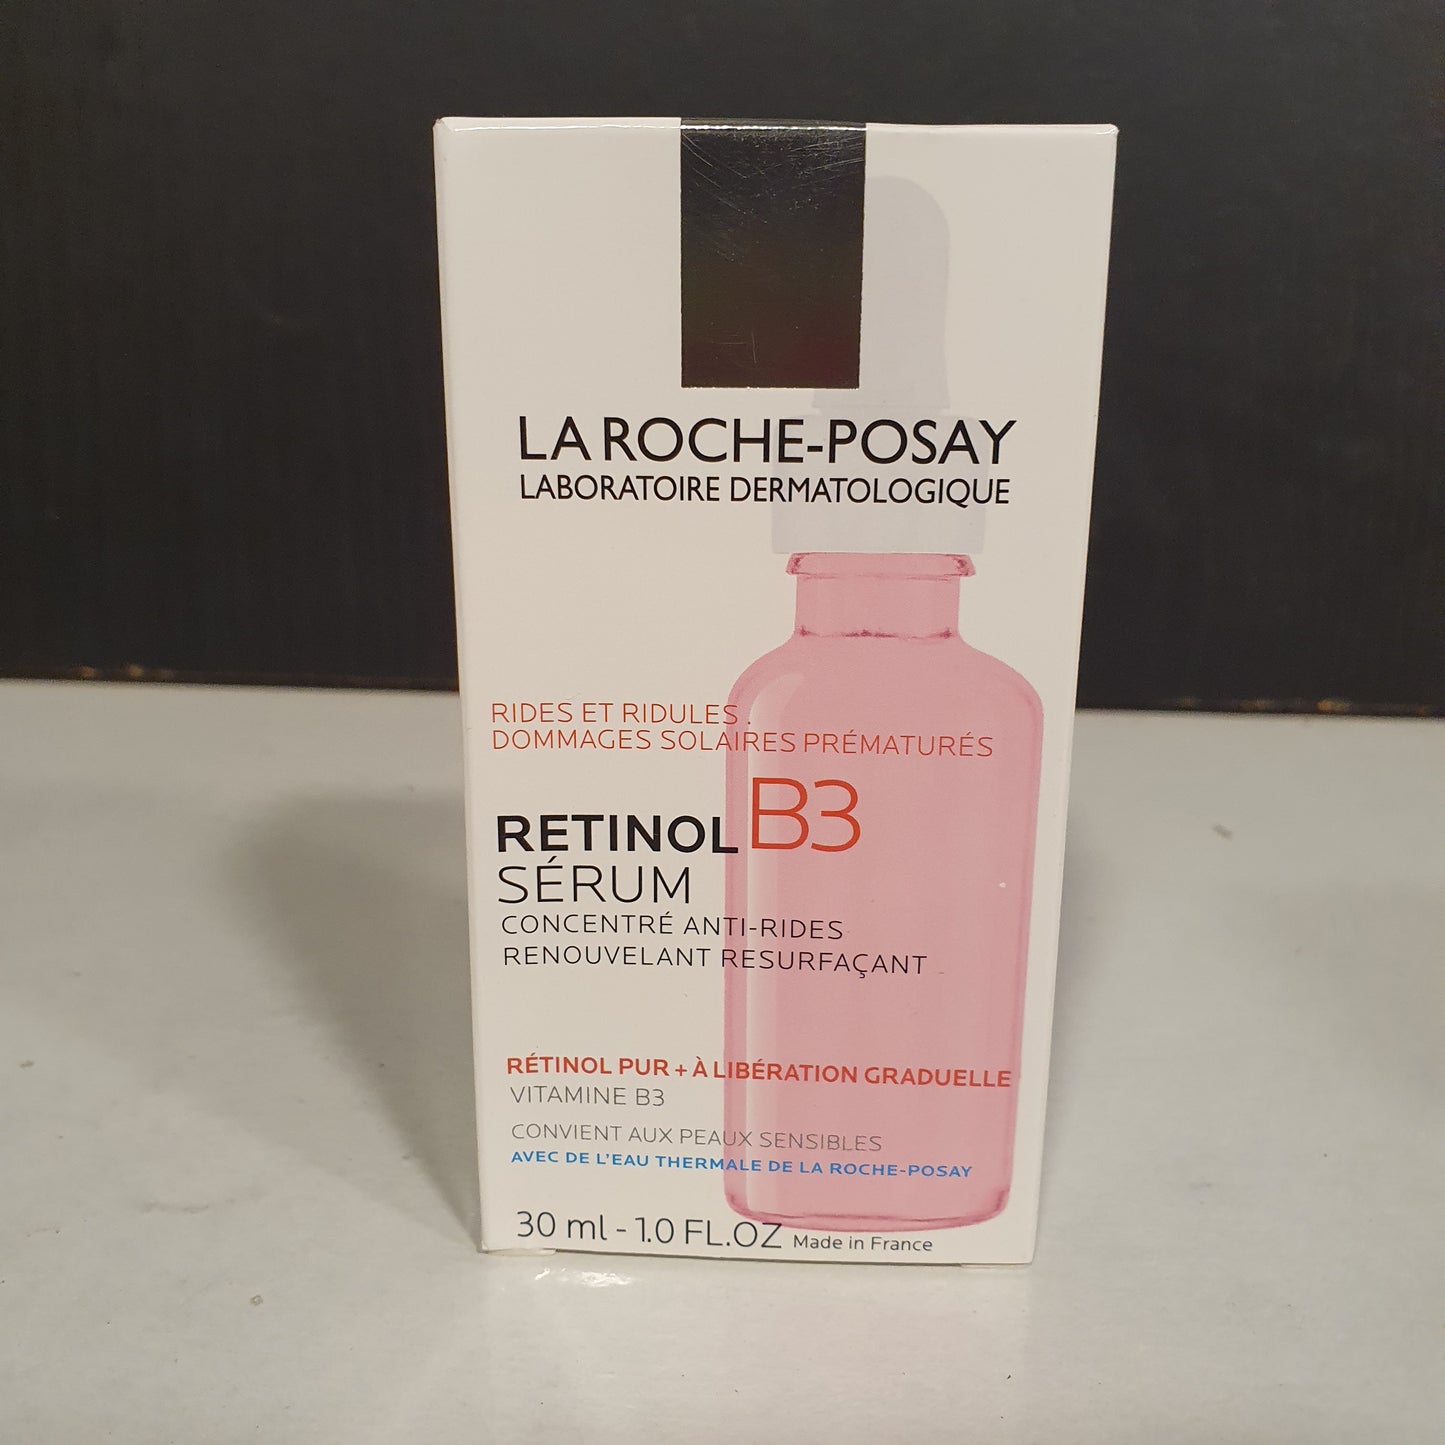 LA ROCHE-POSAY
LABORATOIRE DERMATOLOGIQUE
RIDES ET RIDULES .
DOMMAGES SOLAIRES PRÉMATURÉS
RETINOL B3
SÉRUM
CONCENTRÉ ANTI-RIDES
RENOUVELANT RESURFAÇANT
RÉTINOL PUR + À LIBÉRATION GRADUELLE
VITAMINE B3
CONVIENT AUX PEAUX SENSIBLES
AVEC DE L'EAU THERMALE DE LA ROCHE-POSAY
30 ml - 1.0 FL.OZ Made in France